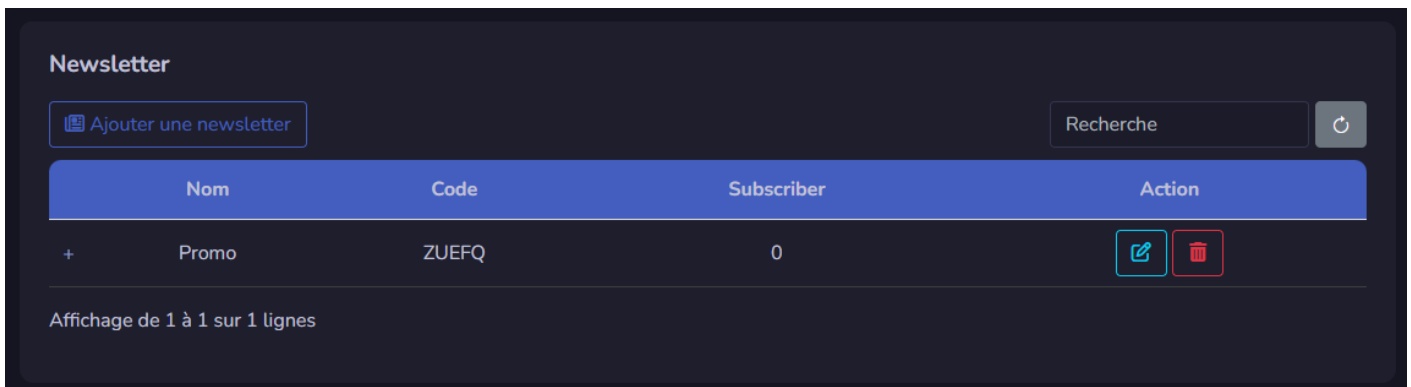 Newsletter
Ajouter une newsletter
Recherche
Nom Code Subscriber Action
+ Promo ZUEFQ 0
Affichage de 1 à 1 sur 1 lignes